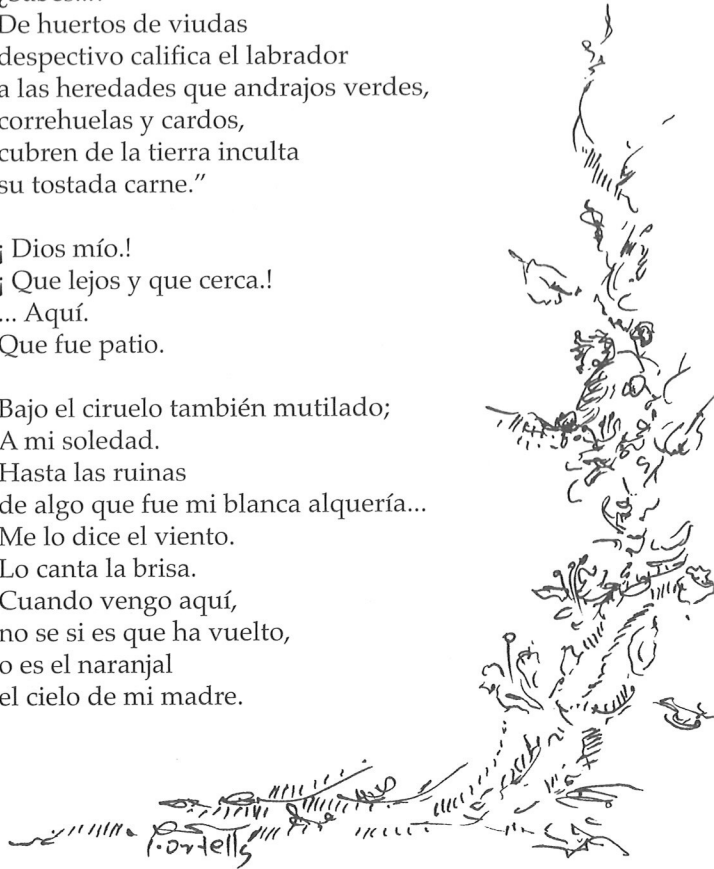 De huertos de viudas
despectivo califica el labrador
a las heredades que andrajos verdes,
correhuelas y cardos,
cubren de la tierra inculta
su tostada carne.”
¡ Dios mío.!
¡ Que lejos y que cerca.!
... Aquí.
Que fue patio.
Bajo el ciruelo también mutilado;
A mi soledad.
Hasta las ruinas
de algo que fue mi blanca alquería...
Me lo dice el viento.
Lo canta la brisa.
Cuando vengo aquí,
no se si es que ha vuelto,
o es el naranjal
el cielo de mi madre.